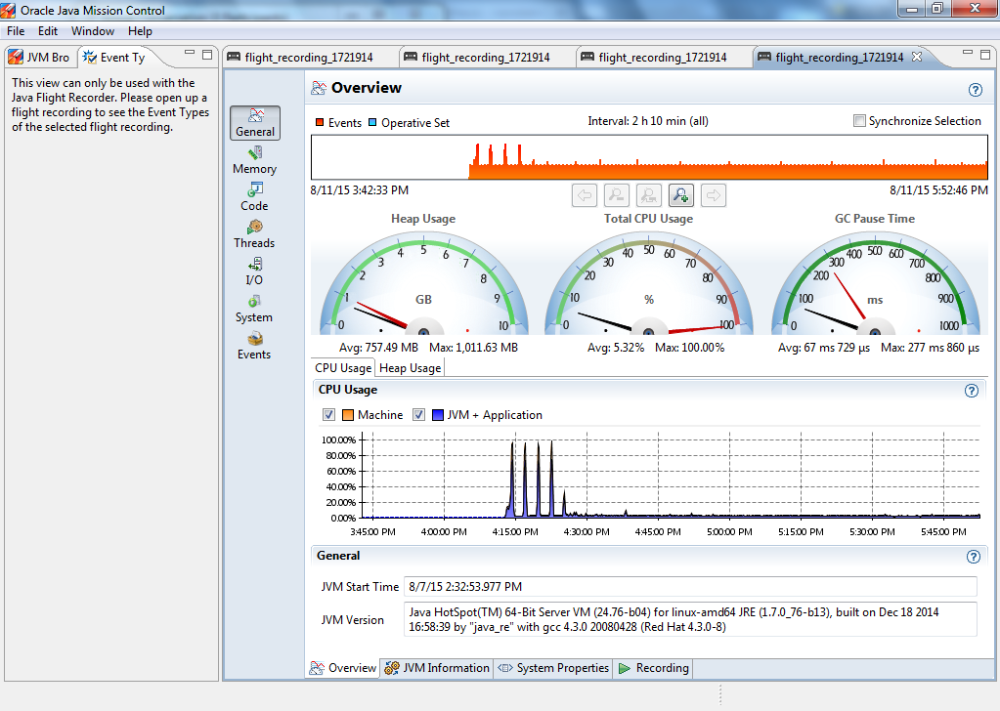 Oracle Java Mission Control
File Edit Window Help
JVM Bro Event Ty
flight_recording_1721914 flight_recording_1721914 flight_recording_1721914 flight_recording_1721914
This view can only be used with the
Java Flight Recorder. Please open up a
flight recording to see the Event Types
of the selected flight recording.
General
Memory
Code
Threads
I/O
System
Events
Overview
Events Operative Set Interval: 2 h 10 min (all) Synchronize Selection
8/11/15 3:42:33 PM 8/11/15 5:52:46 PM
Heap Usage Total CPU Usage GC Pause Time
0 1 2 3 4 5 6 7 8 9 10
GB
0 10 20 30 40 50 60 70 80 90 100
%
0 100 200 300 400 500 600 700 800 900 1000
ms
Avg: 757.49 MB Max: 1,011.63 MB Avg: 5.32% Max: 100.00% Avg: 67 ms 729 µs Max: 277 ms 860 µs
CPU Usage Heap Usage
CPU Usage
Machine JVM + Application
100.00%
80.00%
60.00%
40.00%
20.00%
0.00%
3:45:00 PM 4:00:00 PM 4:15:00 PM 4:30:00 PM 4:45:00 PM 5:00:00 PM 5:15:00 PM 5:30:00 PM 5:45:00 PM
General
JVM Start Time 8/7/15 2:32:53.977 PM
JVM Version Java HotSpot(TM) 64-Bit Server VM (24.76-b04) for linux-amd64 JRE (1.7.0_76-b13), built on Dec 18 2014
16:58:39 by "java_re" with gcc 4.3.0 20080428 (Red Hat 4.3.0-8)
Overview JVM Information System Properties Recording